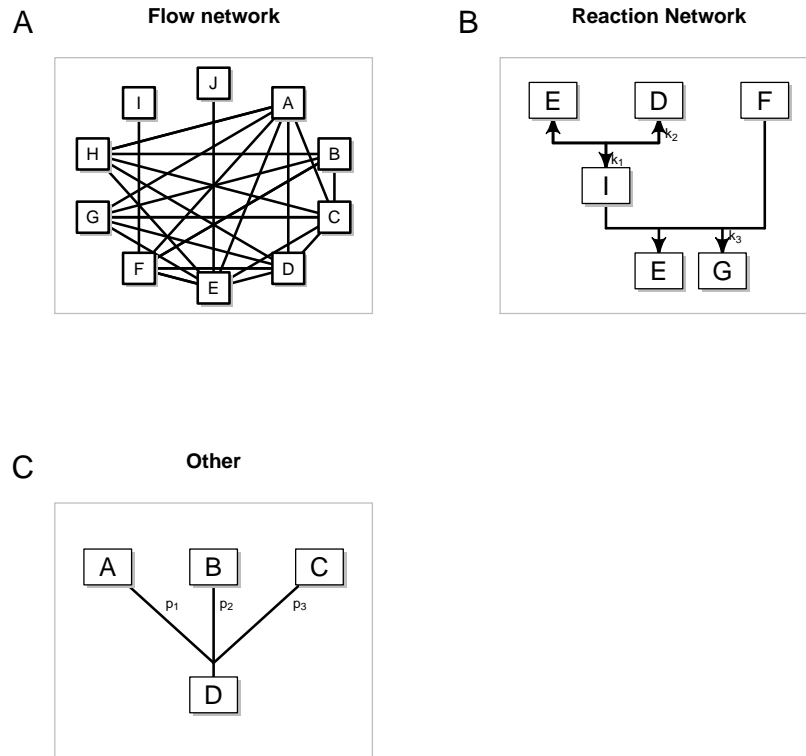 A
Flow network
J
I
A
H
B
G
C
F
D
E
B
Reaction Network
E
D
F
k2
k1
I
k3
E
G
C
Other
A
B
C
p1
p2
p3
D